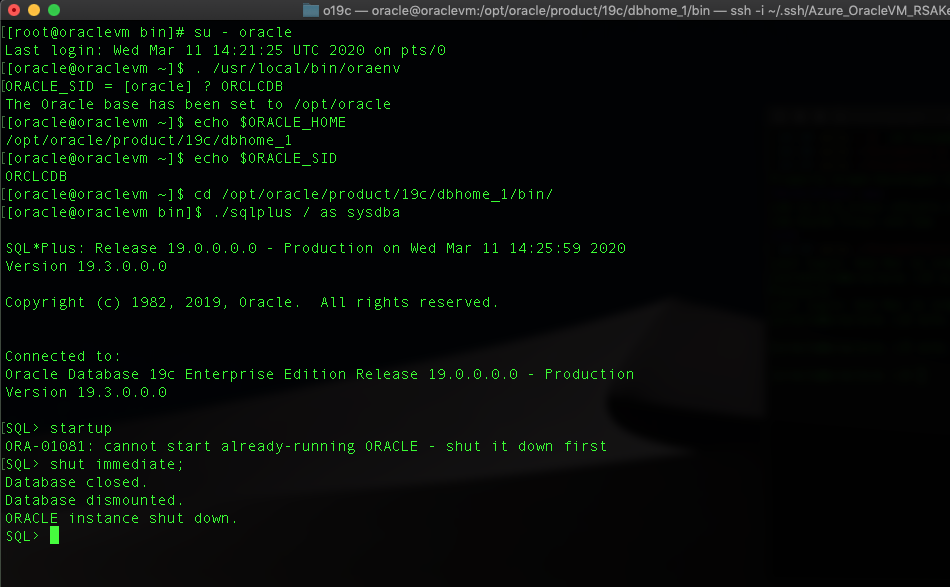 o19c — oracle@oraclevm:/opt/oracle/product/19c/dbhome_1/bin — ssh -i ~/.ssh/Azure_OracleVM_RSAKe
[[root@oraclevm bin]# su - oracle
Last login: Wed Mar 11 14:21:25 UTC 2020 on pts/0
[[oracle@oraclevm ~]$ . /usr/local/bin/oraenv
[ORACLE_SID = [oracle] ? ORCLCDB
The Oracle base has been set to /opt/oracle
[[oracle@oraclevm ~]$ echo $ORACLE_HOME
/opt/oracle/product/19c/dbhome_1
[[oracle@oraclevm ~]$ echo $ORACLE_SID
ORCLCDB
[[oracle@oraclevm ~]$ cd /opt/oracle/product/19c/dbhome_1/bin/
[[oracle@oraclevm bin]$ ./sqlplus / as sysdba
SQL*Plus: Release 19.0.0.0.0 - Production on Wed Mar 11 14:25:59 2020
Version 19.3.0.0.0
Copyright (c) 1982, 2019, Oracle.  All rights reserved.
Connected to:
Oracle Database 19c Enterprise Edition Release 19.0.0.0.0 - Production
Version 19.3.0.0.0
[SQL> startup
ORA-01081: cannot start already-running ORACLE - shut it down first
[SQL> shut immediate;
Database closed.
Database dismounted.
ORACLE instance shut down.
SQL>